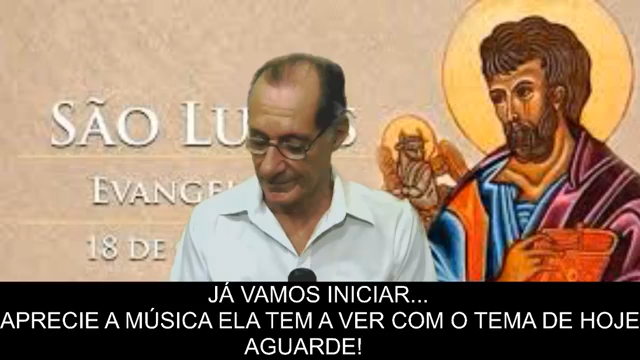 SÃO LU S
EVANGEL
18 DE
JÁ VAMOS INICIAR...
APRECIE A MÚSICA ELA TEM A VER COM O TEMA DE HOJE
AGUARDE!